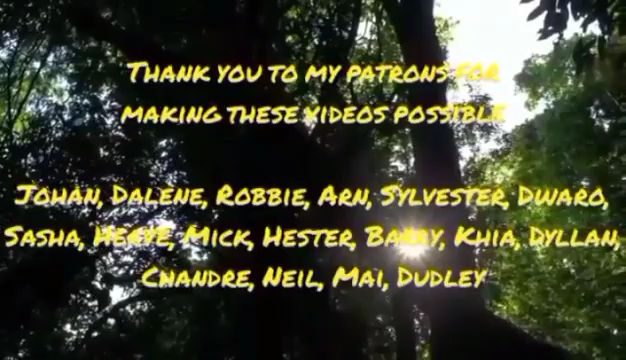 Thank you to my patrons for
making these videos possible
Johan, Dalene, Robbie, Arn, Sylvester, Dwaro,
Sasha, Herve, Mick, Hester, Barry, Khia, Dyllan,
Chandre, Neil, Mai, Dudley